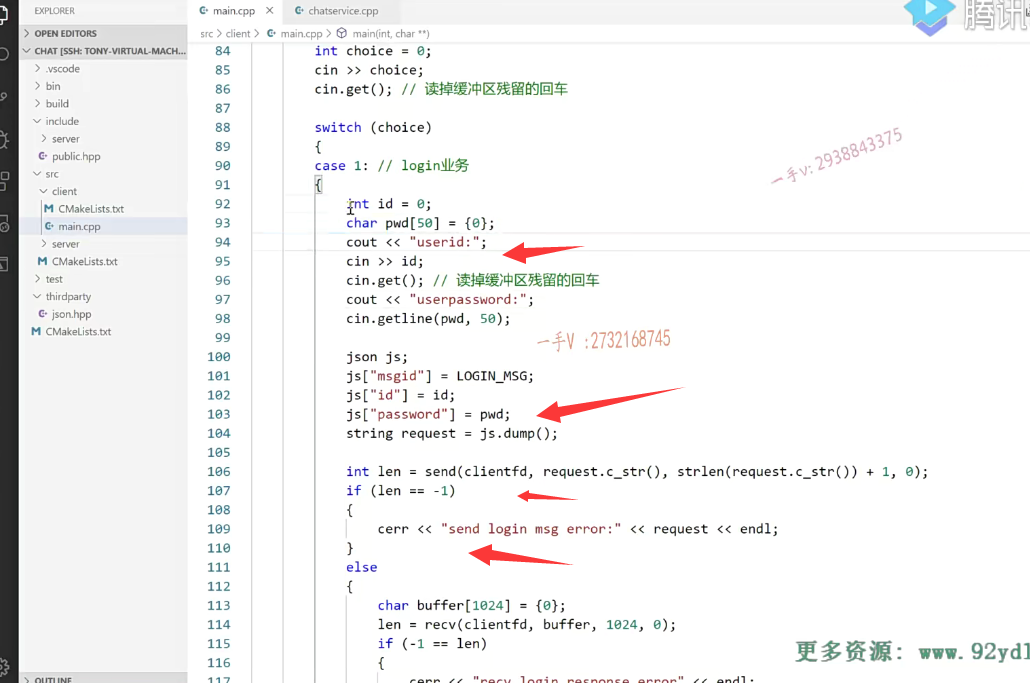 EXPLORER
main.cpp
chatservice.cpp
腾讯
OPEN EDITORS
src > client > main.cpp > main(int, char **)
CHAT [SSH: TONY-VIRTUAL-MACH...
.vscode
bin
build
include
server
public.hpp
src
client
CMakeLists.txt
main.cpp
server
CMakeLists.txt
test
thirdparty
json.hpp
CMakeLists.txt
OUTLINE
84 int choice = 0;
85 cin >> choice;
86 cin.get(); // 读掉缓冲区残留的回车
87
88 switch (choice)
89 {
90 case 1: // login业务
91 {
92 int id = 0;
93 char pwd[50] = {0};
94 cout << "userid:";
95 cin >> id;
96 cin.get(); // 读掉缓冲区残留的回车
97 cout << "userpassword:";
98 cin.getline(pwd, 50);
99
100 json js;
101 js["msgid"] = LOGIN_MSG;
102 js["id"] = id;
103 js["password"] = pwd;
104 string request = js.dump();
105
106 int len = send(clientfd, request.c_str(), strlen(request.c_str()) + 1, 0);
107 if (len == -1)
108 {
109 cerr << "send login msg error:" << request << endl;
110 }
111 else
112 {
113 char buffer[1024] = {0};
114 len = recv(clientfd, buffer, 1024, 0);
115 if (-1 == len)
116 {
117 cerr << "recv login response error" << endl;
一手v: 2938843375
一手V :2732168745
更多资源: www.92yd1